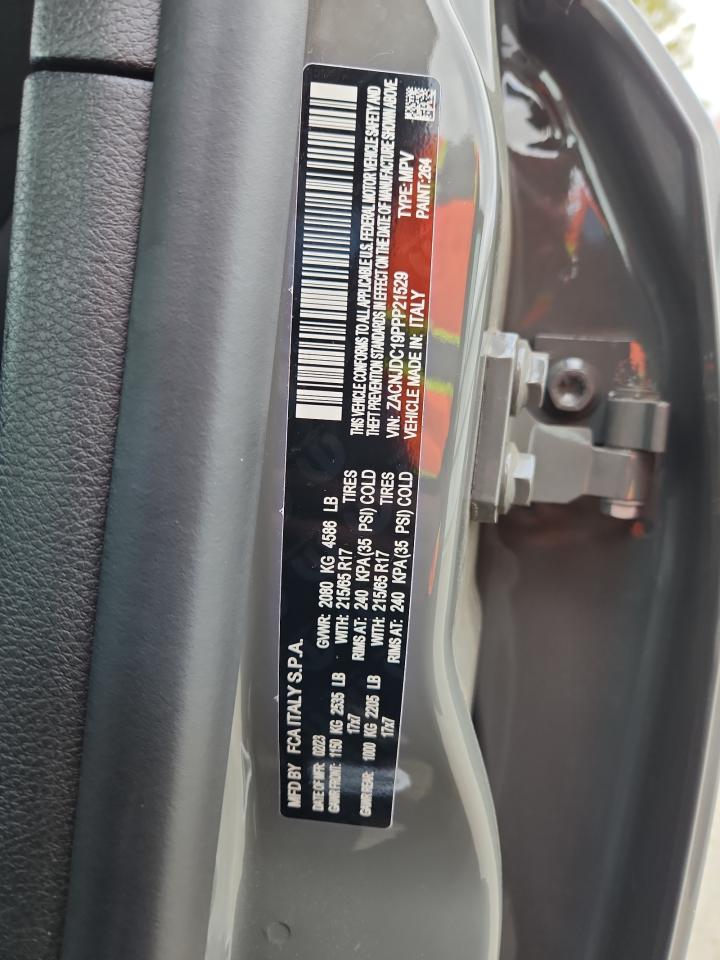 MFD BY FCA ITALY S.P.A.
DATE OF MFR: 02/23 GVWR: 2080 KG 4586 LB
GAWR FRONT: 1150 KG 2535 LB WITH: 215/65 R17 TIRES
17x7 RIMS AT: 240 KPA(35 PSI) COLD
GAWR REAR: 1000 KG 2205 LB WITH: 215/65 R17 TIRES
17x7 RIMS AT: 240 KPA(35 PSI) COLD
THIS VEHICLE CONFORMS TO ALL APPLICABLE U.S. FEDERAL MOTOR VEHICLE SAFETY AND
THEFT PREVENTION STANDARDS IN EFFECT ON THE DATE OF MANUFACTURE SHOWN ABOVE.
VIN: ZACNJDC19PPP21529 TYPE: MPV
VEHICLE MADE IN: ITALY PAINT:264